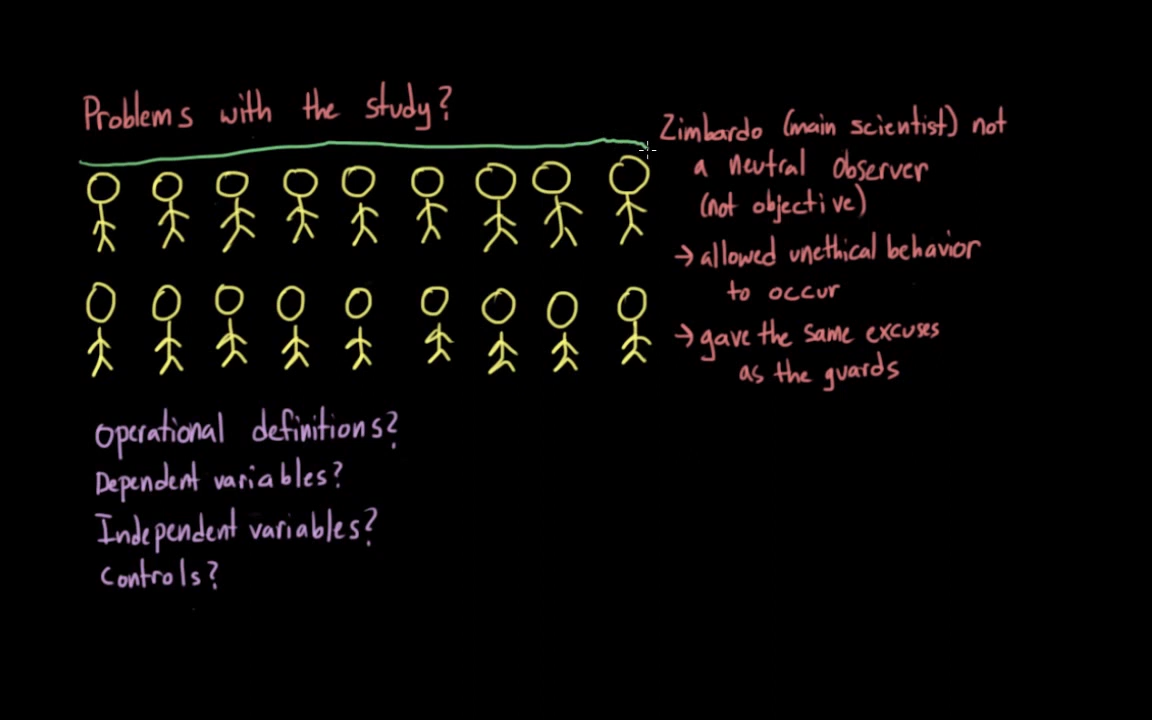 Problems with the study?
Zimbardo (main scientist) not
a neutral observer
(not objective)
→ allowed unethical behavior
to occur
→ gave the same excuses
as the guards
Operational definitions?
Dependent variables?
Independent variables?
Controls?